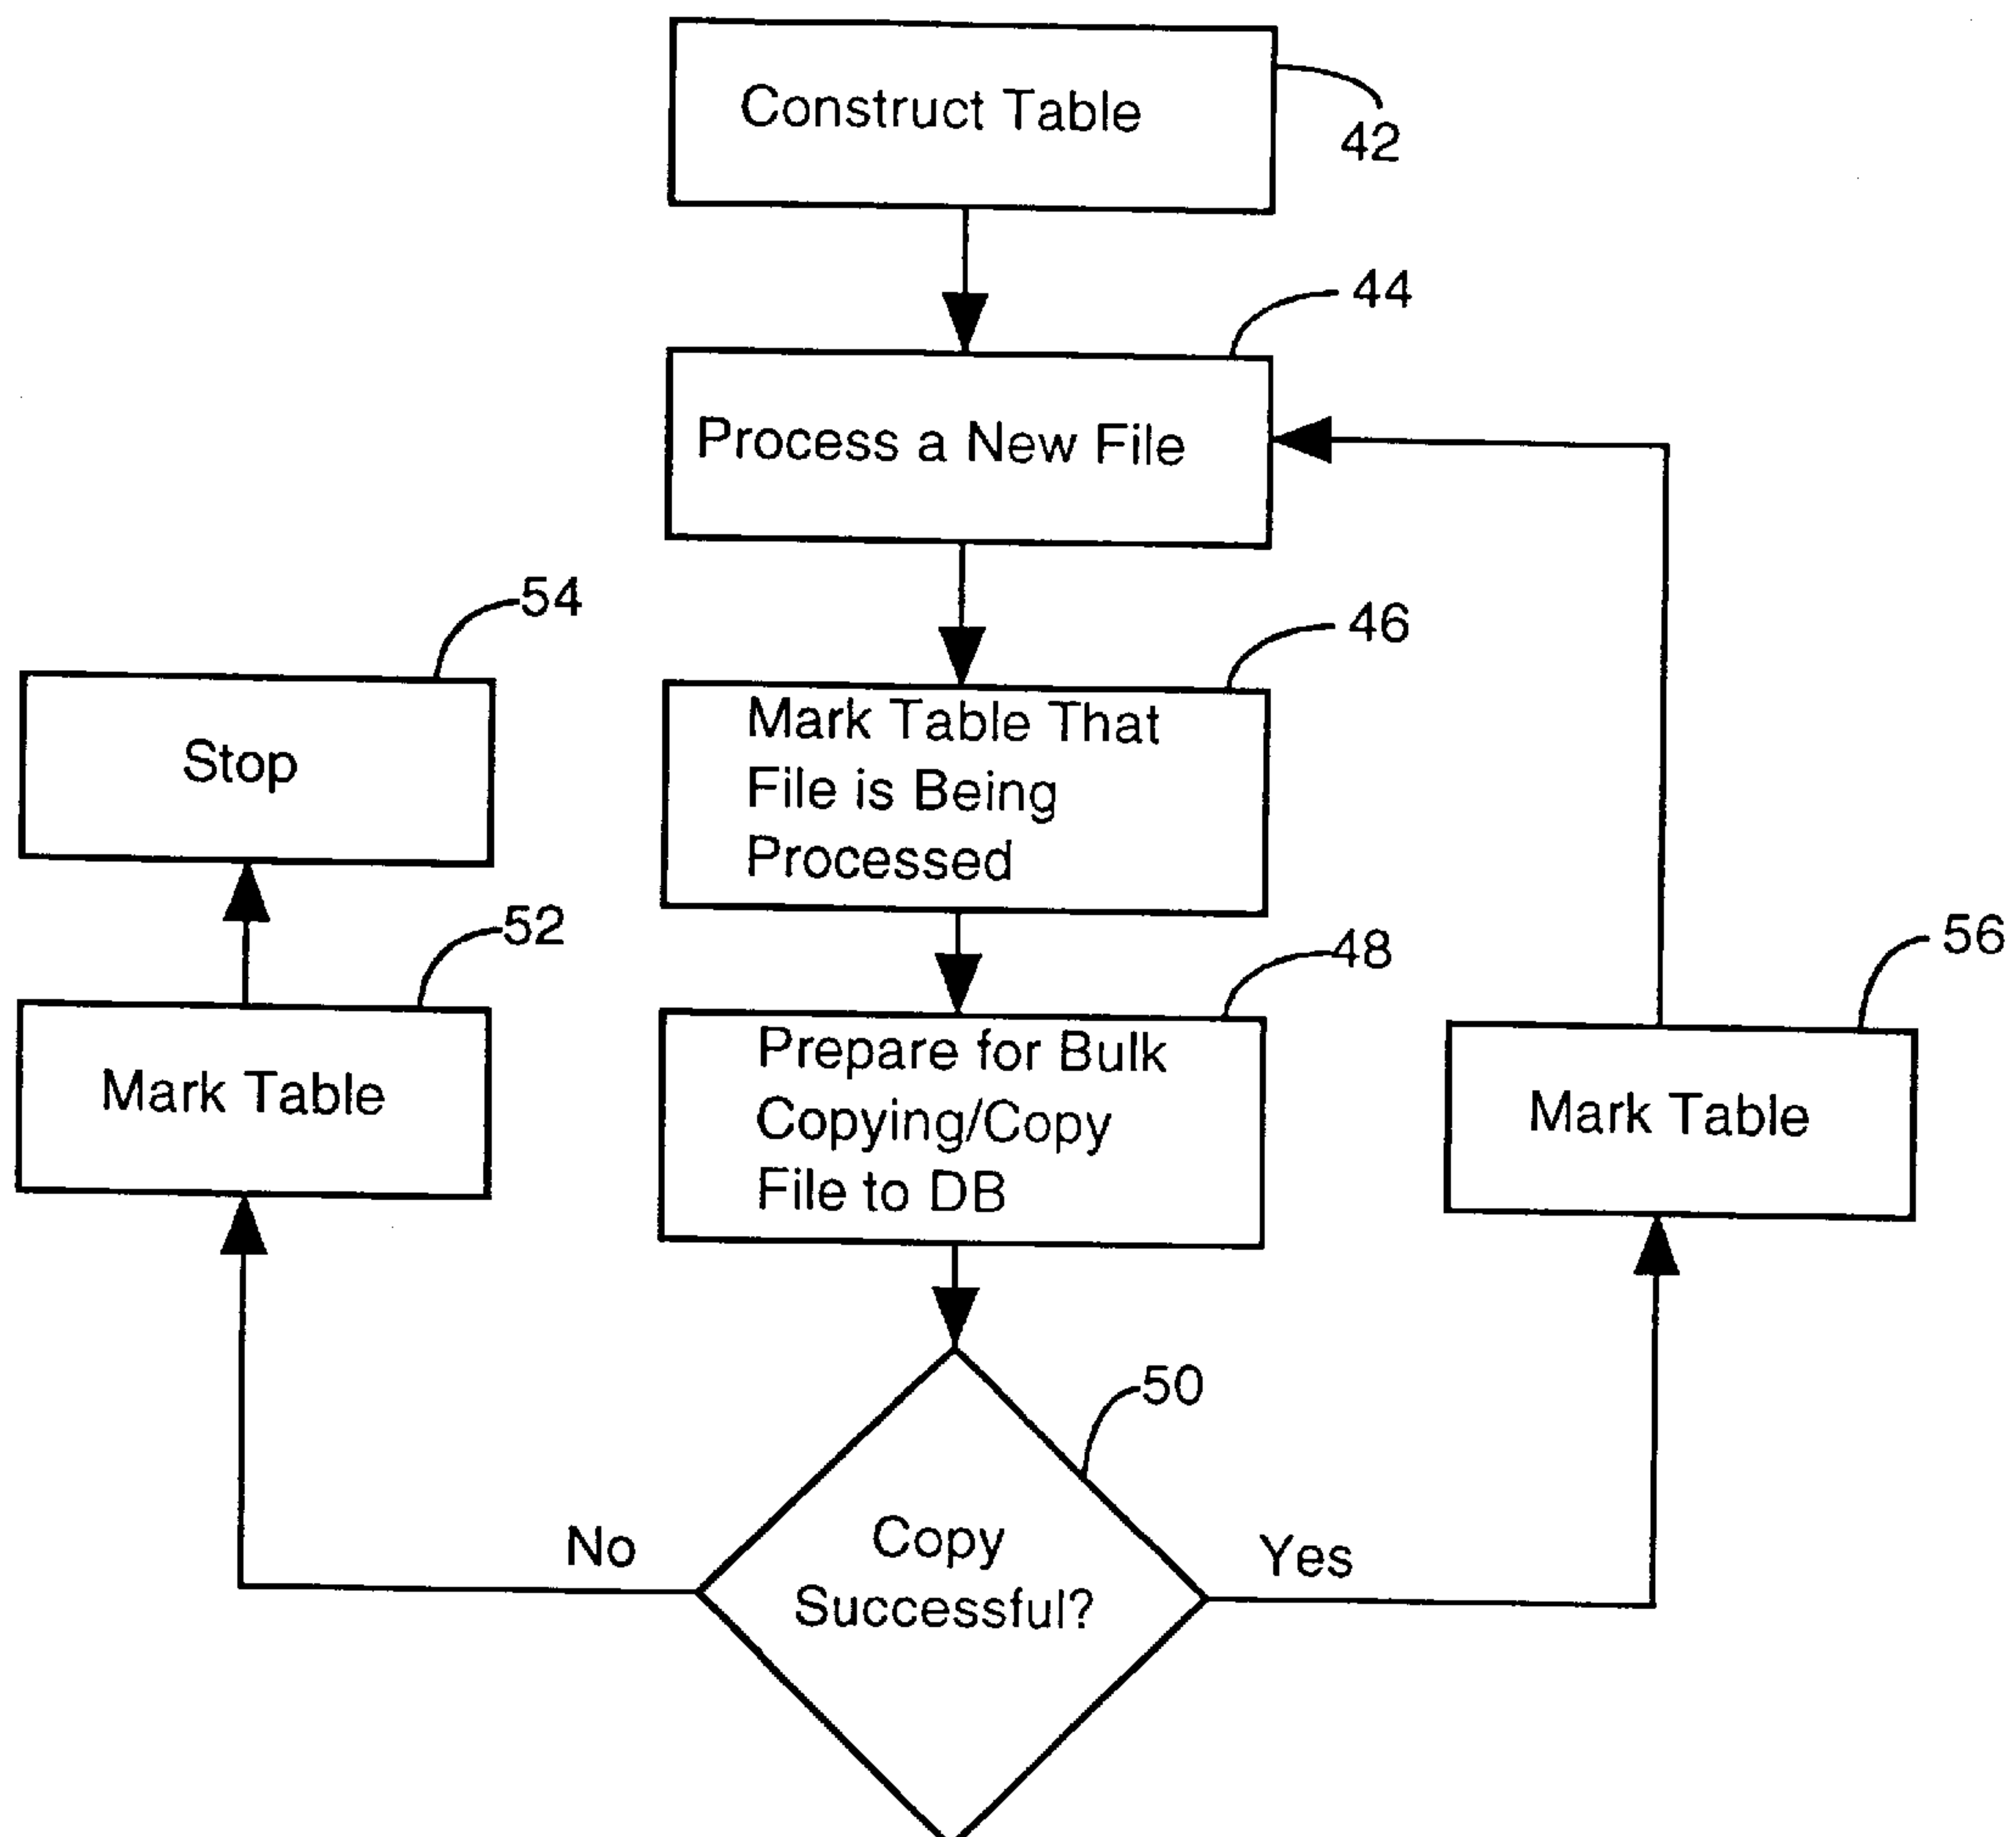 Construct Table
42
44
Process a New File
54
46
Stop
Mark Table That
File is Being
Processed
52
48
56
Mark Table
Prepare for Bulk
Copying/Copy
File to DB
Mark Table
50
No
Copy
Successful?
Yes